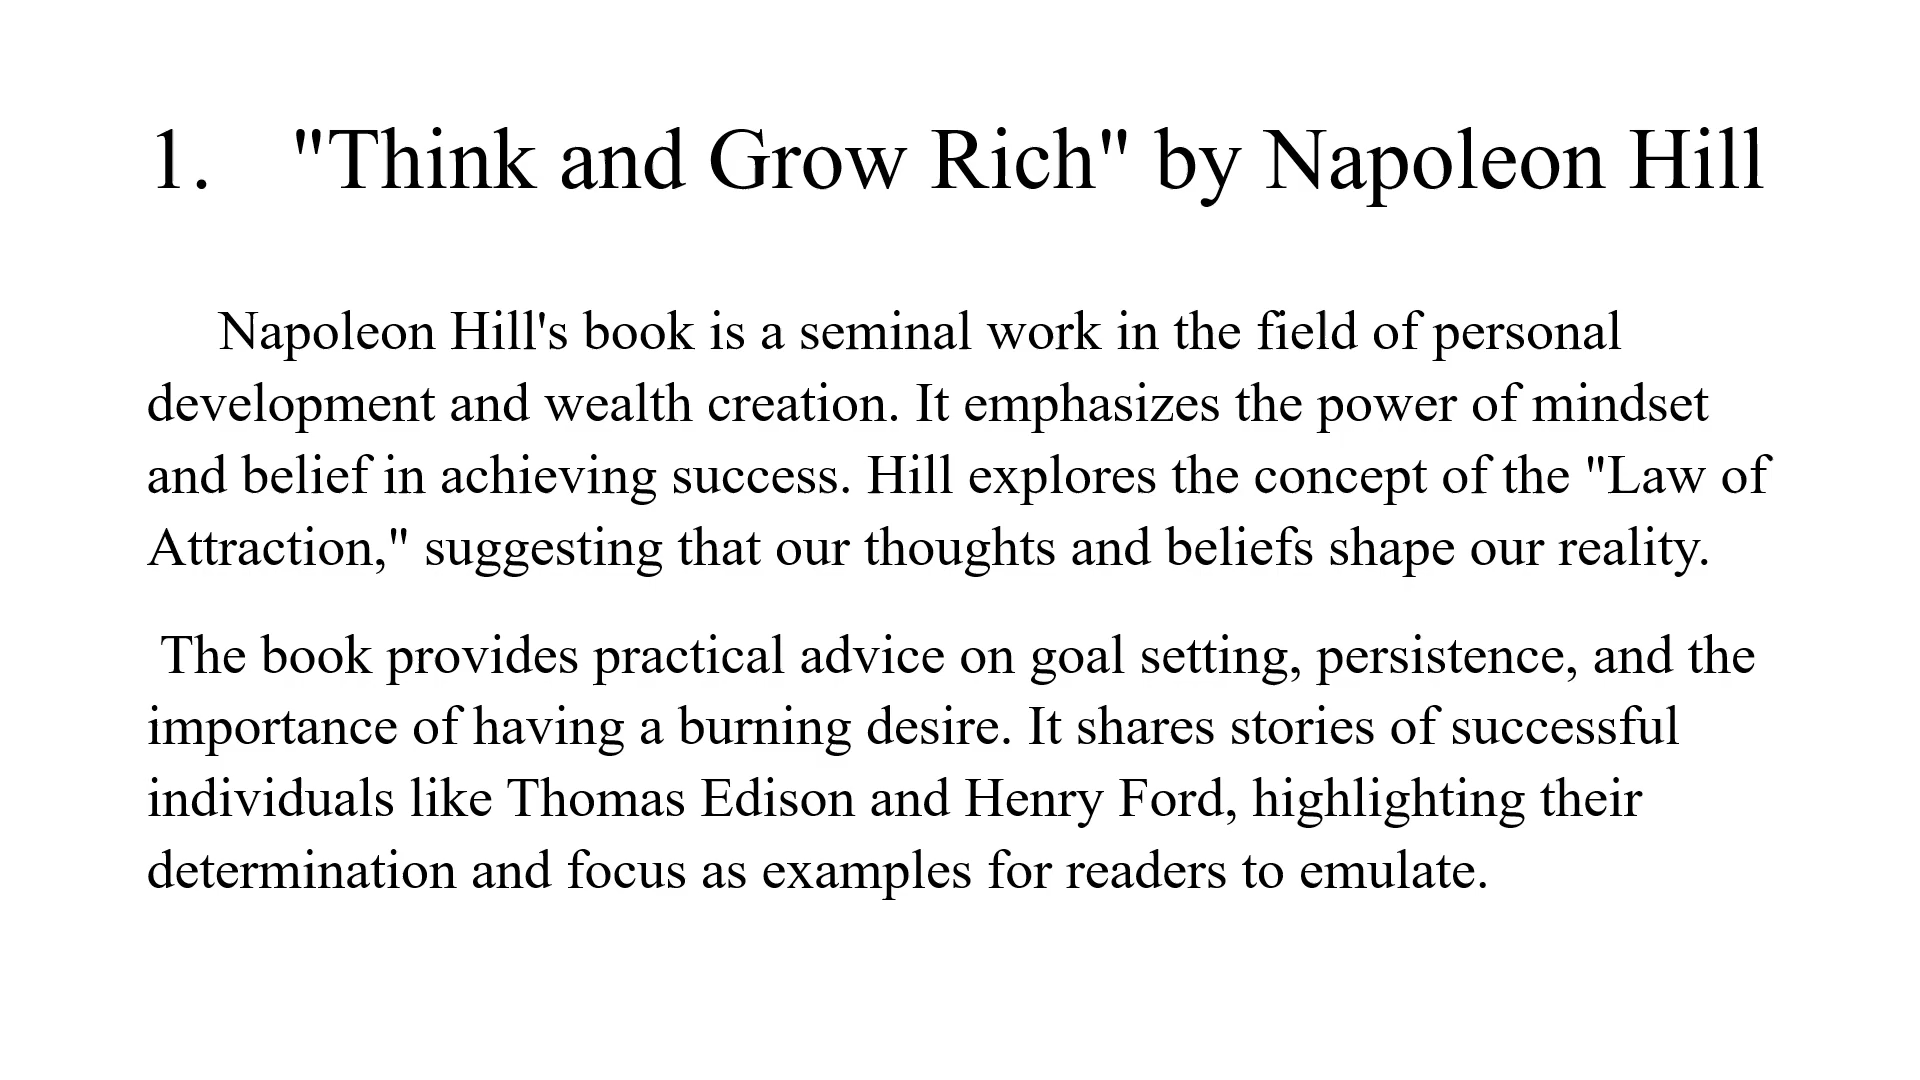 1. "Think and Grow Rich" by Napoleon Hill
Napoleon Hill's book is a seminal work in the field of personal
development and wealth creation. It emphasizes the power of mindset
and belief in achieving success. Hill explores the concept of the "Law of
Attraction," suggesting that our thoughts and beliefs shape our reality.
The book provides practical advice on goal setting, persistence, and the
importance of having a burning desire. It shares stories of successful
individuals like Thomas Edison and Henry Ford, highlighting their
determination and focus as examples for readers to emulate.